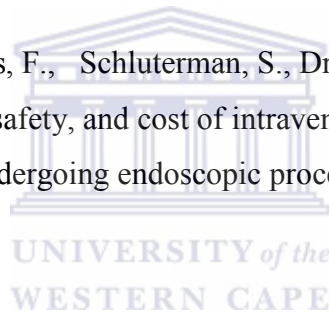 s, F., Schluterman, S., Dr
safety, and cost of intraven
dergoing endoscopic proce
UNIVERSITY of the
WESTERN CAPE